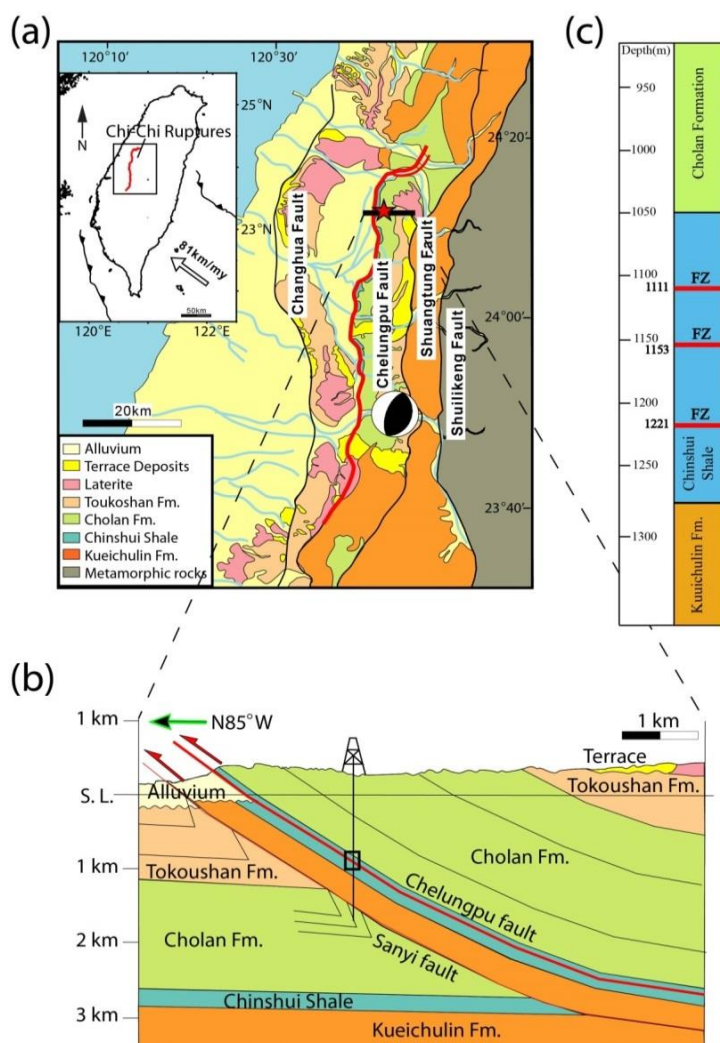 (a)
120°10'
120°30'
25°N
Chi-Chi Ruptures
N
23°N
81km/my
50km
120°E
122°E
24°20'
24°00'
23°40'
Changhua Fault
Chelungpu Fault
Shuangtung Fault
Shuilikeng Fault
20km
Alluvium
Terrace Deposits
Laterite
Toukoshan Fm.
Cholan Fm.
Chinshui Shale
Kueichulin Fm.
Metamorphic rocks
(c)
Depth(m)
950
1000
1050
1100
1111
1150
1153
1200
1221
1250
1300
Cholan Formation
FZ
FZ
FZ
Chinshui
Shale
Kuuichulin Fm.
(b)
1 km
N85°W
1 km
S. L.
Alluvium
Terrace
Tokoushan Fm.
1 km
Tokoushan Fm.
Cholan Fm.
Chelungpu fault
2 km
Cholan Fm.
Sanyi fault
Chinshui Shale
3 km
Kueichulin Fm.